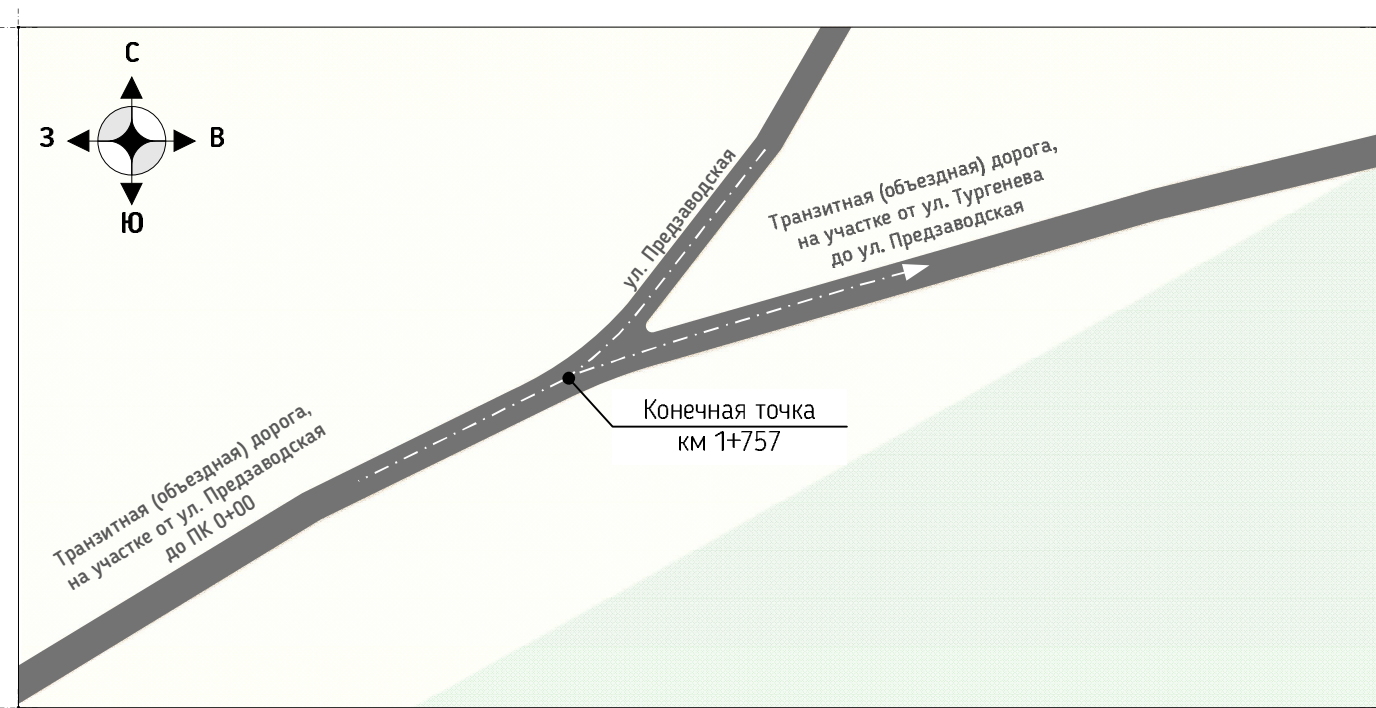 С
З
В
Ю
ул. Предзаводская
Транзитная (объездная) дорога,
на участке от ул. Тургенева
до ул. Предзаводская
Конечная точка
км 1+757
Транзитная (объездная) дорога,
на участке от ул. Предзаводская
до ПК 0+00